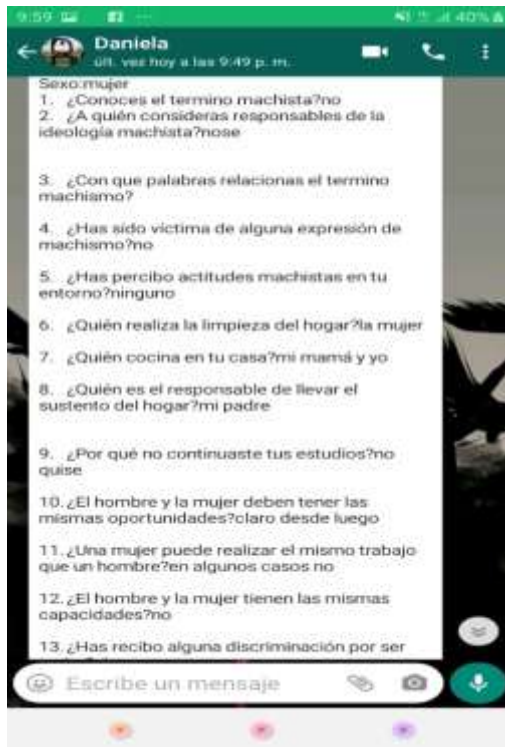 9:59
40%
Daniela
últ. vez hoy a las 9:49 p. m.
Sexo:mujer
1. ¿Conoces el termino machista?no
2. ¿A quién consideras responsables de la
ideología machista?nose
3. ¿Con que palabras relacionas el termino
machismo?
4. ¿Has sido víctima de alguna expresión de
machismo?no
5. ¿Has percibo actitudes machistas en tu
entorno?ninguno
6. ¿Quién realiza la limpieza del hogar?la mujer
7. ¿Quién cocina en tu casa?mi mamá y yo
8. ¿Quién es el responsable de llevar el
sustento del hogar?mi padre
9. ¿Por qué no continuaste tus estudios?no
quise
10.¿El hombre y la mujer deben tener las
mismas oportunidades?claro desde luego
11.¿Una mujer puede realizar el mismo trabajo
que un hombre?en algunos casos no
12.¿El hombre y la mujer tienen las mismas
capacidades?no
13.¿Has recibo alguna discriminación por ser
Escribe un mensaje